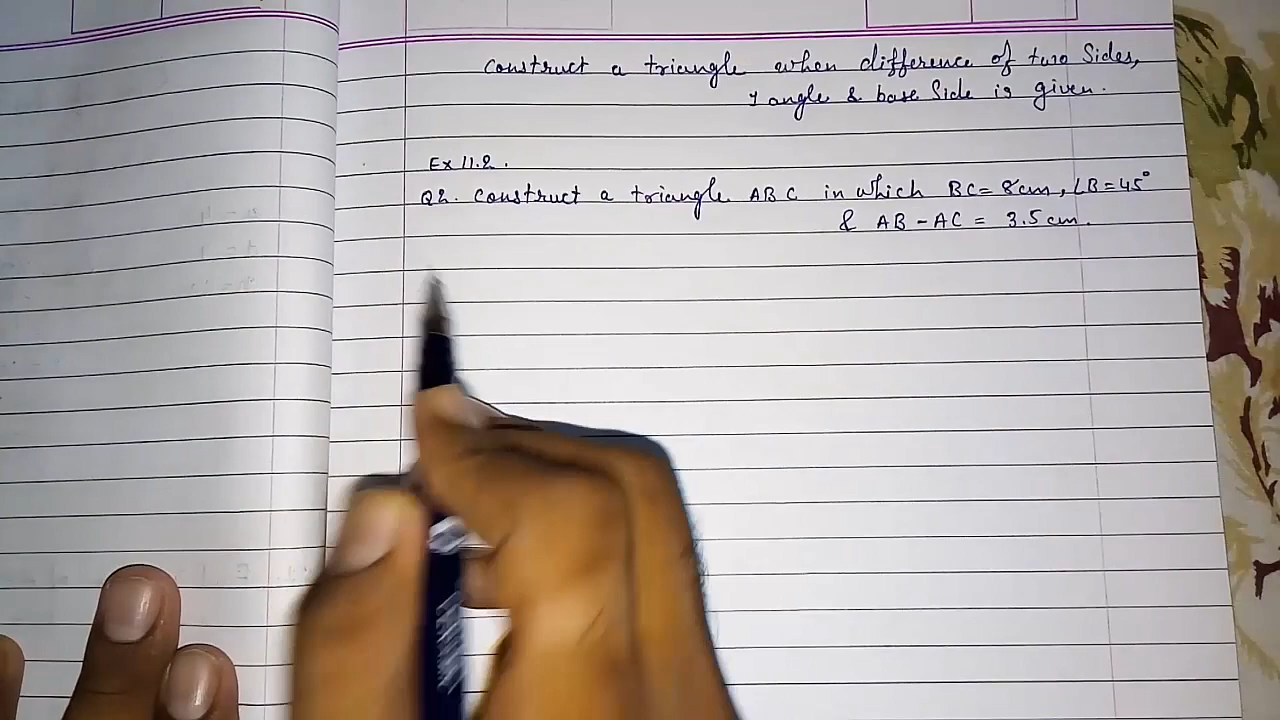 Construct a triangle when difference of two Sides,
1 angle & base Side is given.
Ex 11.2.
Q2. Construct a triangle ABC in which BC = 8cm, ∠B = 45°
& AB - AC = 3.5 cm.